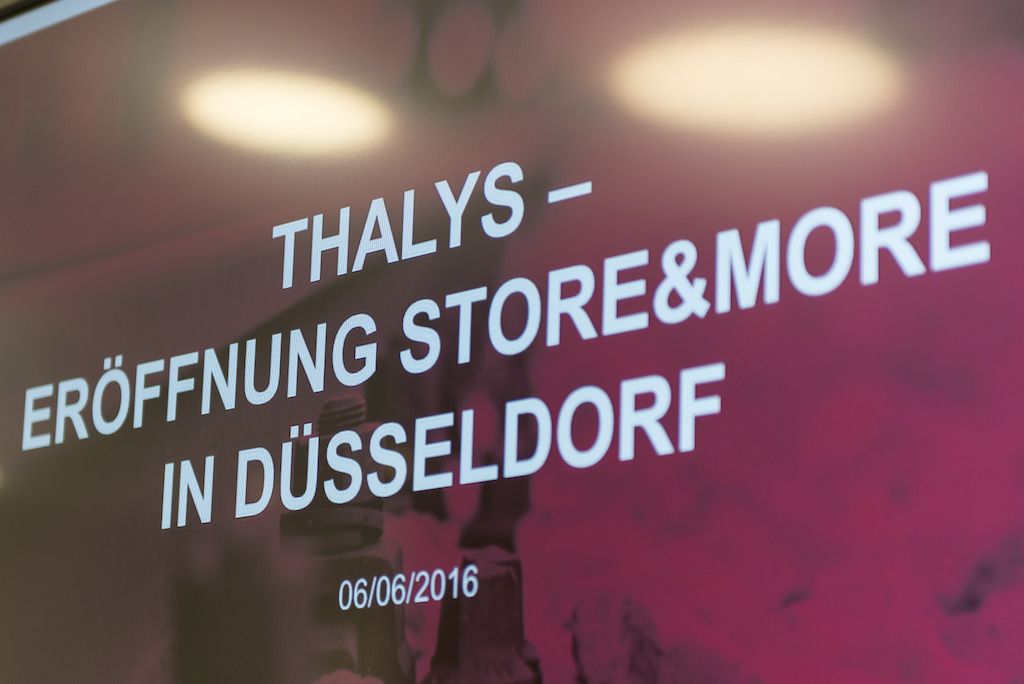 THALYS –
ERÖFFNUNG STORE&MORE
IN DÜSSELDORF
06/06/2016